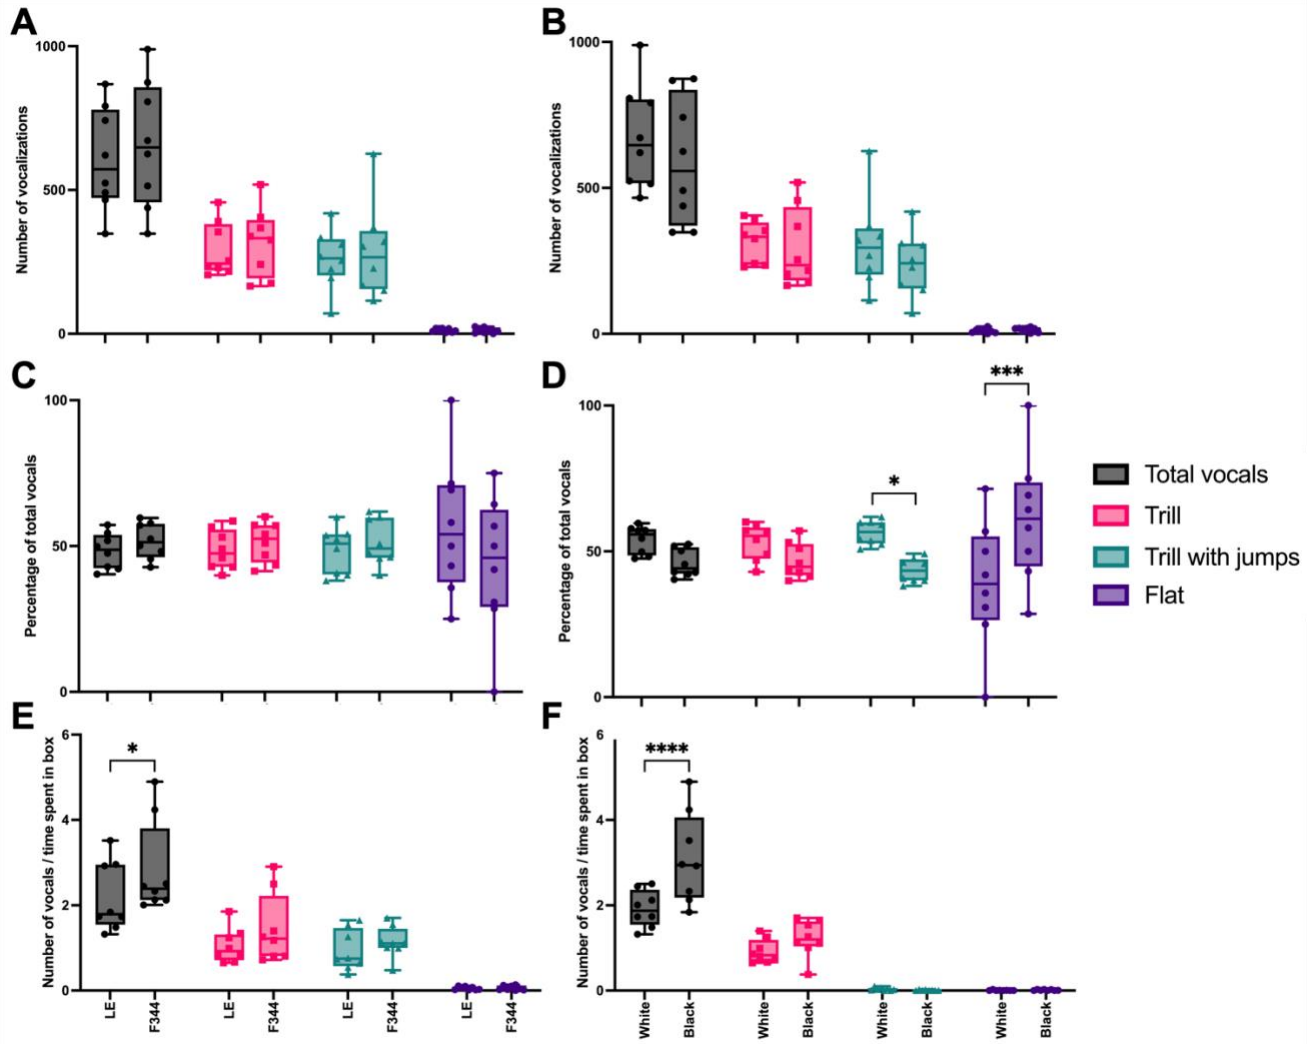 A
B
Number of vocalizations
1000
500
0
Number of vocalizations
1000
500
0
C
D
Percentage of total vocals
100
50
0
Percentage of total vocals
100
50
0
*
***
Total vocals
Trill
Trill with jumps
Flat
E
F
Number of vocals / time spent in box
6
4
2
0
*
LE
F344
LE
F344
LE
F344
LE
F344
Number of vocals / time spent in box
6
4
2
0
****
White
Black
White
Black
White
Black
White
Black